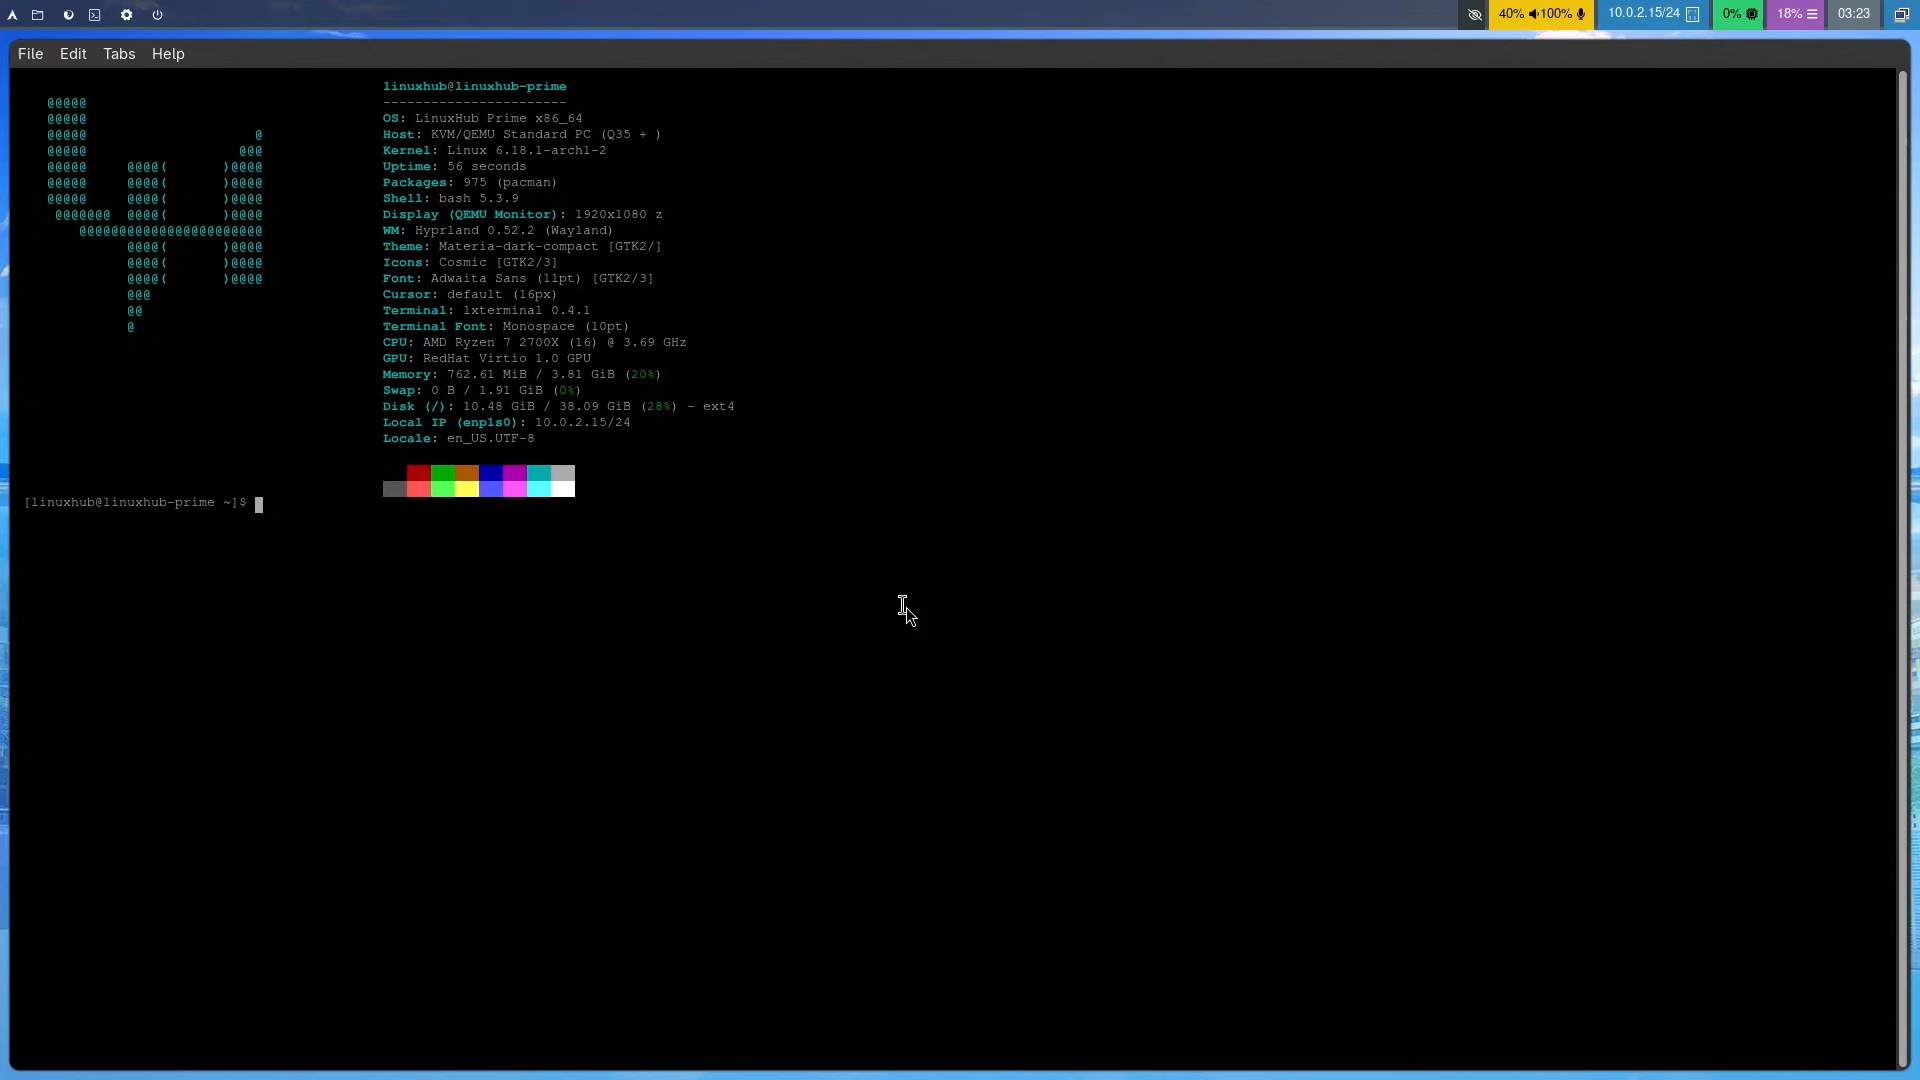 40% 100% 10.0.2.15/24 0% 18% 03:23
File Edit Tabs Help
linuxhub@linuxhub-prime
-----------------------
@@@@@
OS: LinuxHub Prime x86_64
@@@@@
Host: KVM/QEMU Standard PC (Q35 + )
@@@@@ @
Kernel: Linux 6.18.1-arch1-2
@@@@@ @@@
Uptime: 56 seconds
@@@@@ @@@@( )@@@@
Packages: 975 (pacman)
@@@@@ @@@@( )@@@@
Shell: bash 5.3.9
@@@@@ @@@@( )@@@@
Display (QEMU Monitor): 1920x1080 z
@@@@@@@ @@@@( )@@@@
WM: Hyprland 0.52.2 (Wayland)
@@@@@@@@@@@@@@@@@@@@@@@
Theme: Materia-dark-compact [GTK2/]
@@@@( )@@@@
Icons: Cosmic [GTK2/3]
@@@@( )@@@@
Font: Adwaita Sans (11pt) [GTK2/3]
@@@@( )@@@@
Cursor: default (16px)
@@@
Terminal: lxterminal 0.4.1
@@
Terminal Font: Monospace (10pt)
@
CPU: AMD Ryzen 7 2700X (16) @ 3.69 GHz
GPU: RedHat Virtio 1.0 GPU
Memory: 762.61 MiB / 3.81 GiB (20%)
Swap: 0 B / 1.91 GiB (0%)
Disk (/): 10.48 GiB / 38.09 GiB (28%) - ext4
Local IP (enp1s0): 10.0.2.15/24
Locale: en_US.UTF-8
[linuxhub@linuxhub-prime ~]$